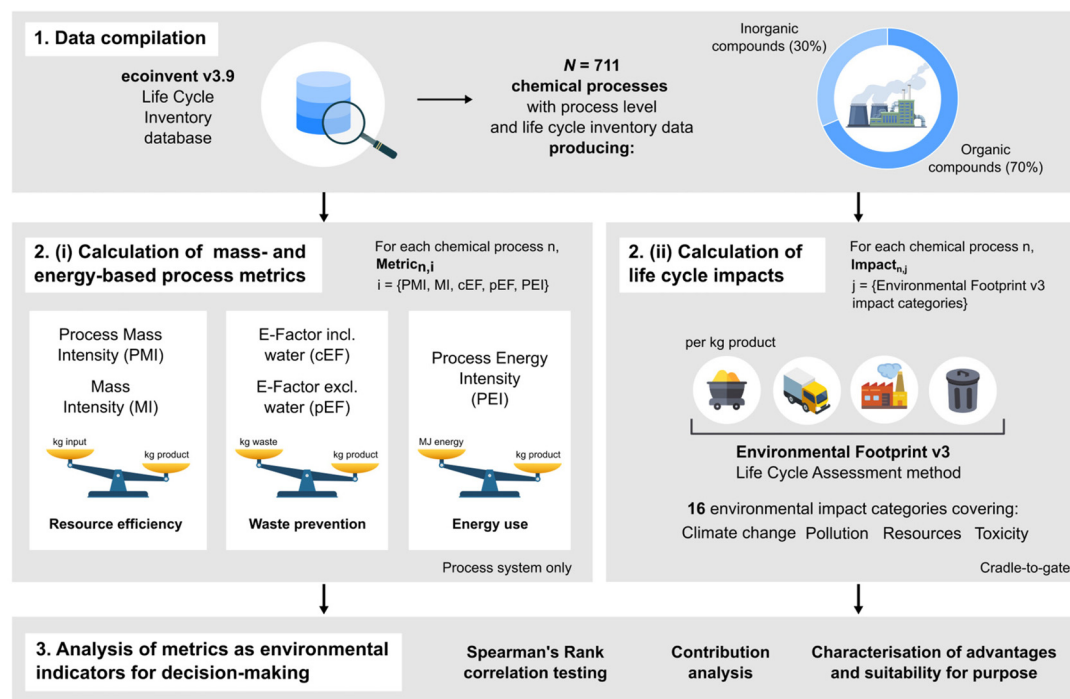 1. Data compilation
ecoinvent v3.9
Life Cycle
Inventory
database
N = 711
chemical processes
with process level
and life cycle inventory data
producing:
Inorganic
compounds (30%)
Organic
compounds (70%)
2. (i) Calculation of mass- and
energy-based process metrics
For each chemical process n,
Metricn,i
i = {PMI, MI, cEF, pEF, PEI}
Process Mass
Intensity (PMI)
Mass
Intensity (MI)
kg input
kg product
Resource efficiency
E-Factor incl.
water (cEF)
E-Factor excl.
water (pEF)
kg waste
kg product
Waste prevention
Process Energy
Intensity
(PEI)
MJ energy
kg product
Energy use
Process system only
2. (ii) Calculation of
life cycle impacts
For each chemical process n,
Impactn,j
j = {Environmental Footprint v3
impact categories}
per kg product
Environmental Footprint v3
Life Cycle Assessment method
16 environmental impact categories covering:
Climate change Pollution Resources Toxicity
Cradle-to-gate
3. Analysis of metrics as environmental
indicators for decision-making
Spearman's Rank
correlation testing
Contribution
analysis
Characterisation of advantages
and suitability for purpose